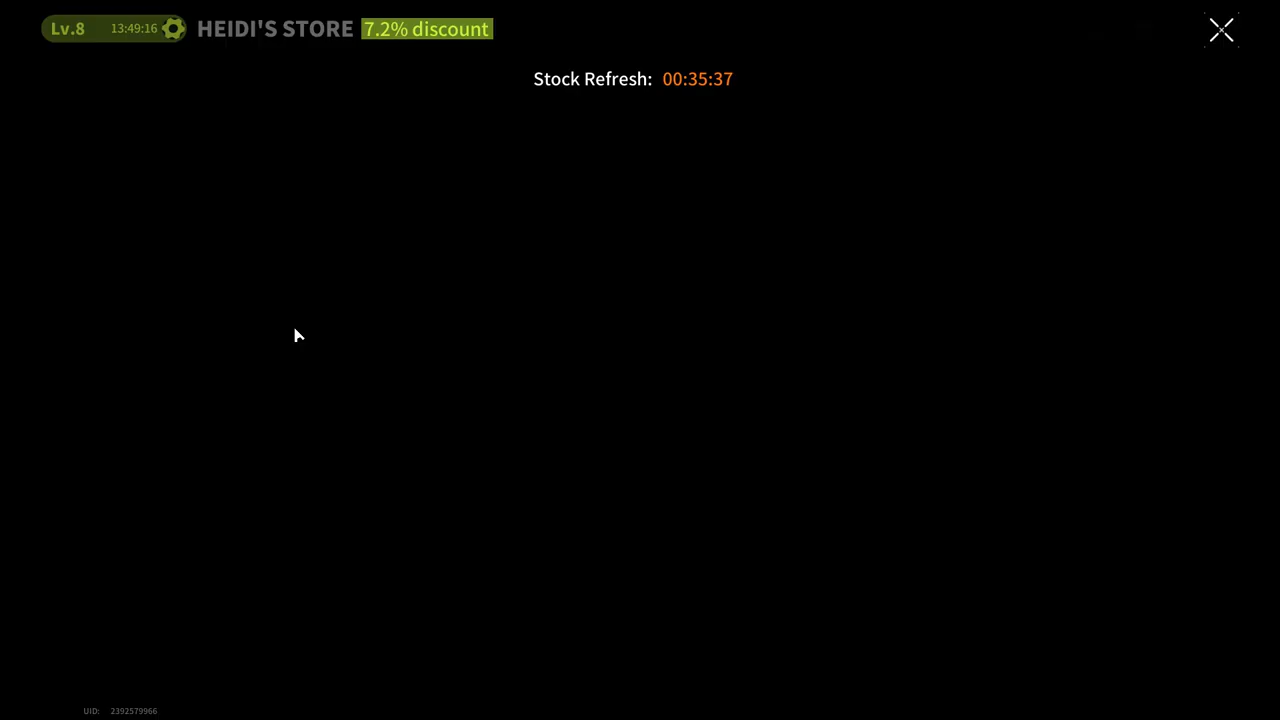 Lv.8 13:49:16 HEIDI'S STORE 7.2% discount
Stock Refresh: 00:35:37
UID: 2392579966